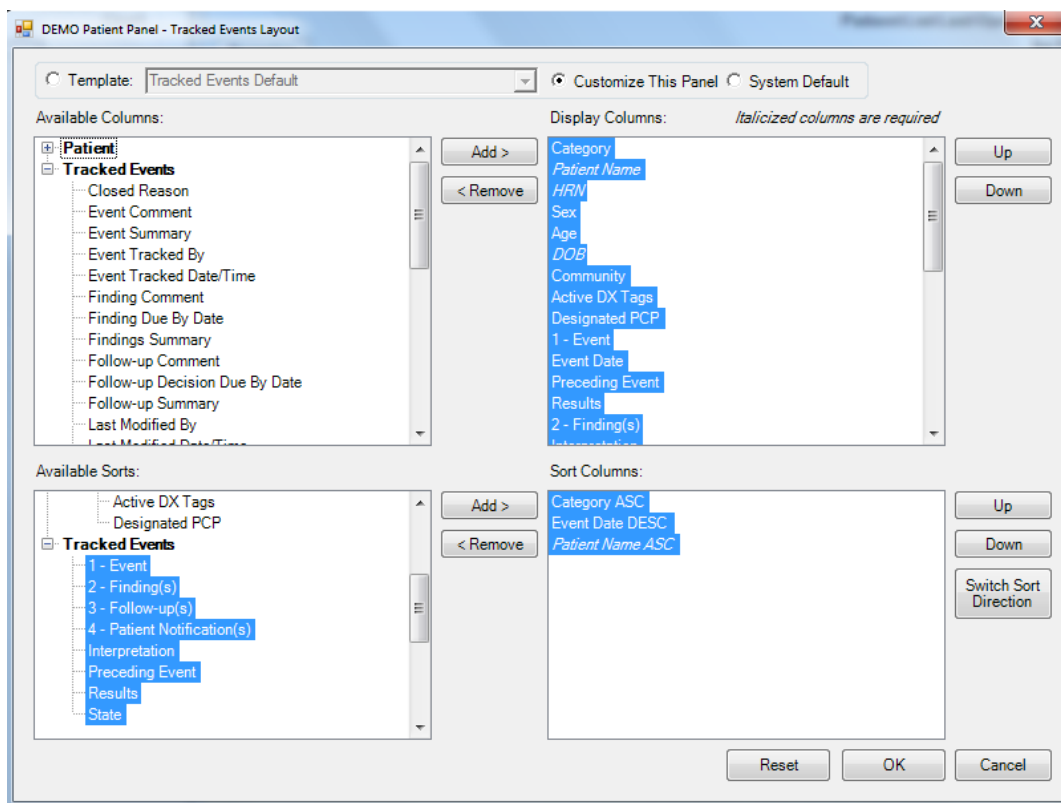 DEMO Patient Panel - Tracked Events Layout
Template: Tracked Events Default Customize This Panel System Default
Available Columns:
Patient
Tracked Events
Closed Reason
Event Comment
Event Summary
Event Tracked By
Event Tracked Date/Time
Finding Comment
Finding Due By Date
Findings Summary
Follow-up Comment
Follow-up Decision Due By Date
Follow-up Summary
Last Modified By
Last Modified Date/Time
Add >
< Remove
Display Columns: Italicized columns are required
Category
Patient Name
HRN
Sex
Age
DOB
Community
Active DX Tags
Designated PCP
1 - Event
Event Date
Preceding Event
Results
2 - Finding(s)
Interpretation
Up
Down
Available Sorts:
Active DX Tags
Designated PCP
Tracked Events
1 - Event
2 - Finding(s)
3 - Follow-up(s)
4 - Patient Notification(s)
Interpretation
Preceding Event
Results
State
Add >
< Remove
Sort Columns:
Category ASC
Event Date DESC
Patient Name ASC
Up
Down
Switch Sort
Direction
Reset OK Cancel